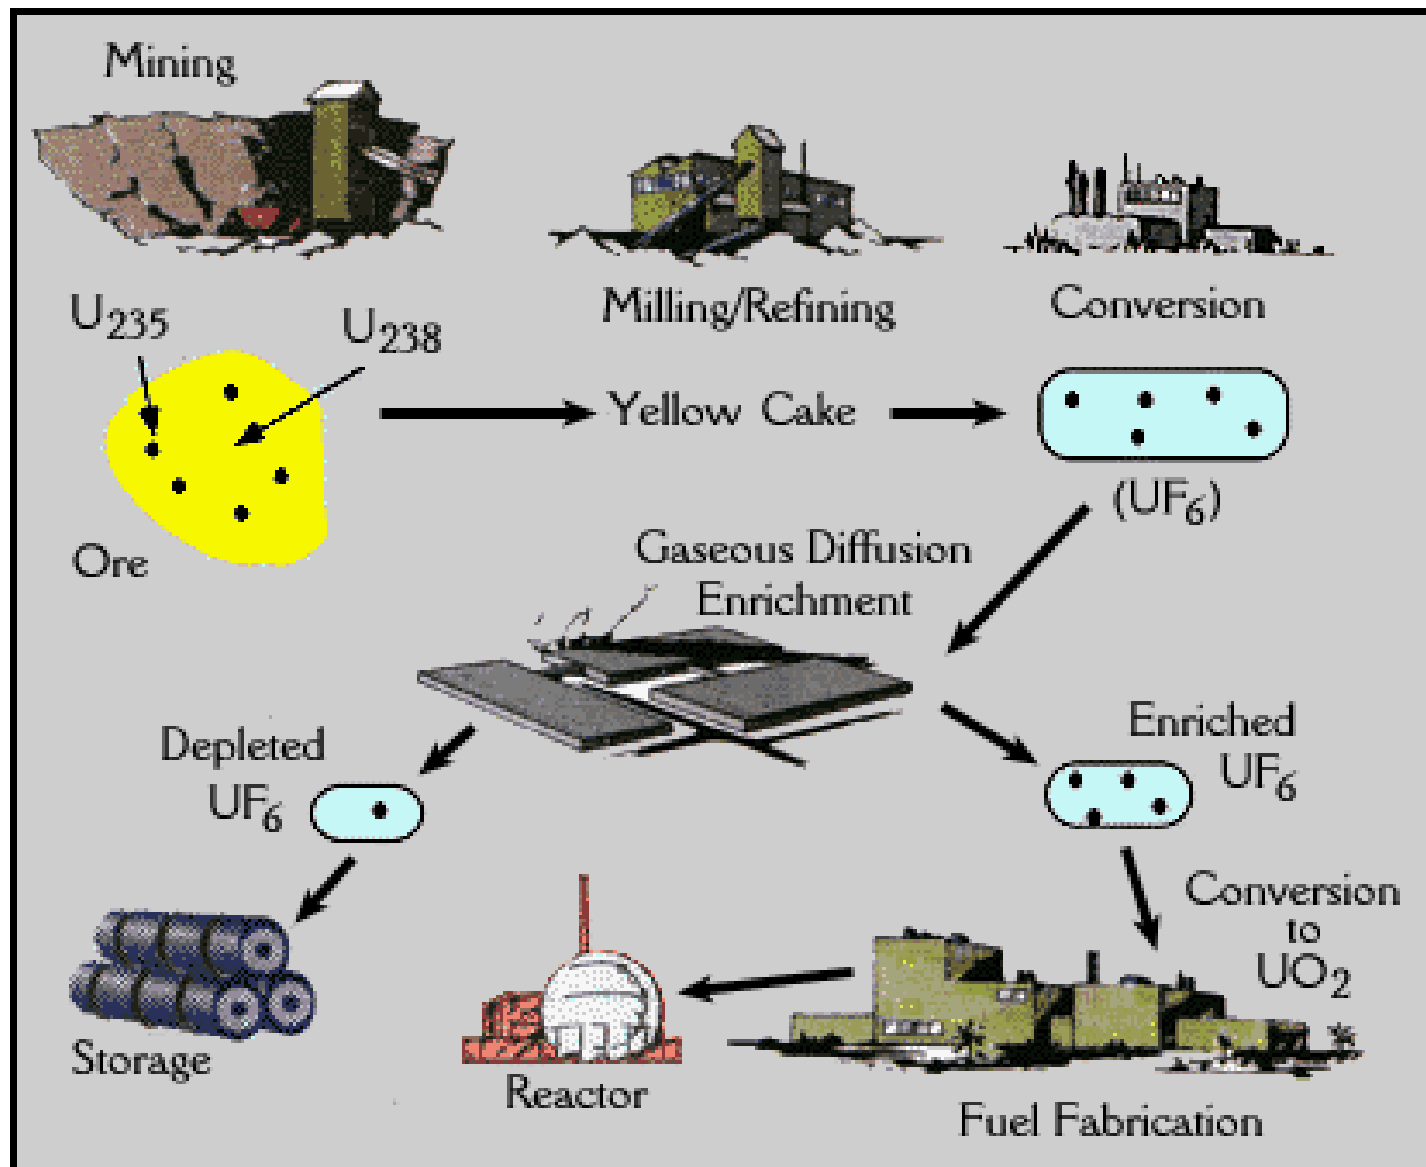 Mining
Milling/Refining
Conversion
U235
U238
Yellow Cake
(UF6)
Ore
Gaseous Diffusion
Enrichment
Depleted
UF6
Enriched
UF6
Conversion
to
UO2
Storage
Reactor
Fuel Fabrication